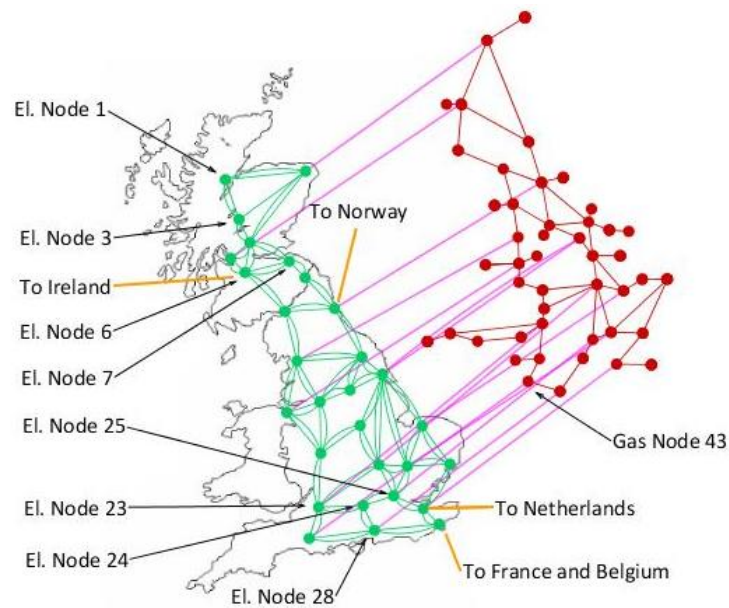 El. Node 1
To Norway
El. Node 3
To Ireland
El. Node 6
El. Node 7
El. Node 25
Gas Node 43
El. Node 23
To Netherlands
El. Node 24
To France and Belgium
El. Node 28